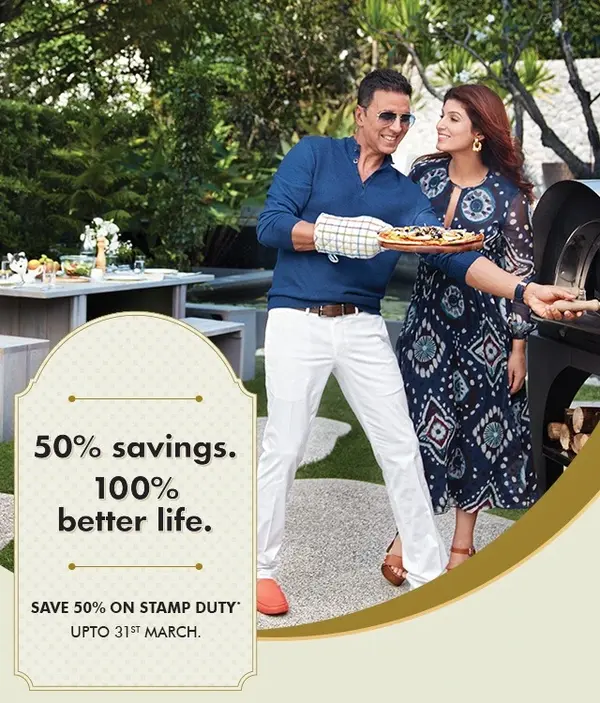 50% savings.
100%
better life.
SAVE 50% ON STAMP DUTY*
UPTO 31ST MARCH.